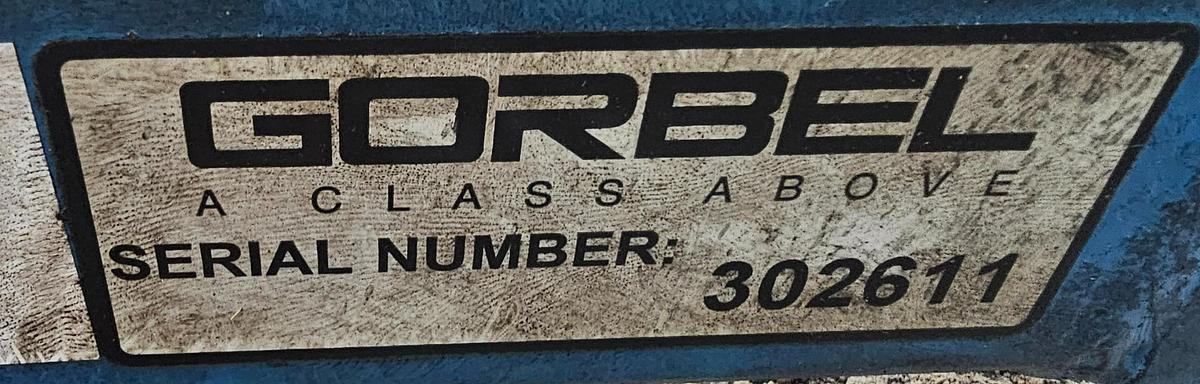 GORBEL
A CLASS ABOVE
SERIAL NUMBER: 302611